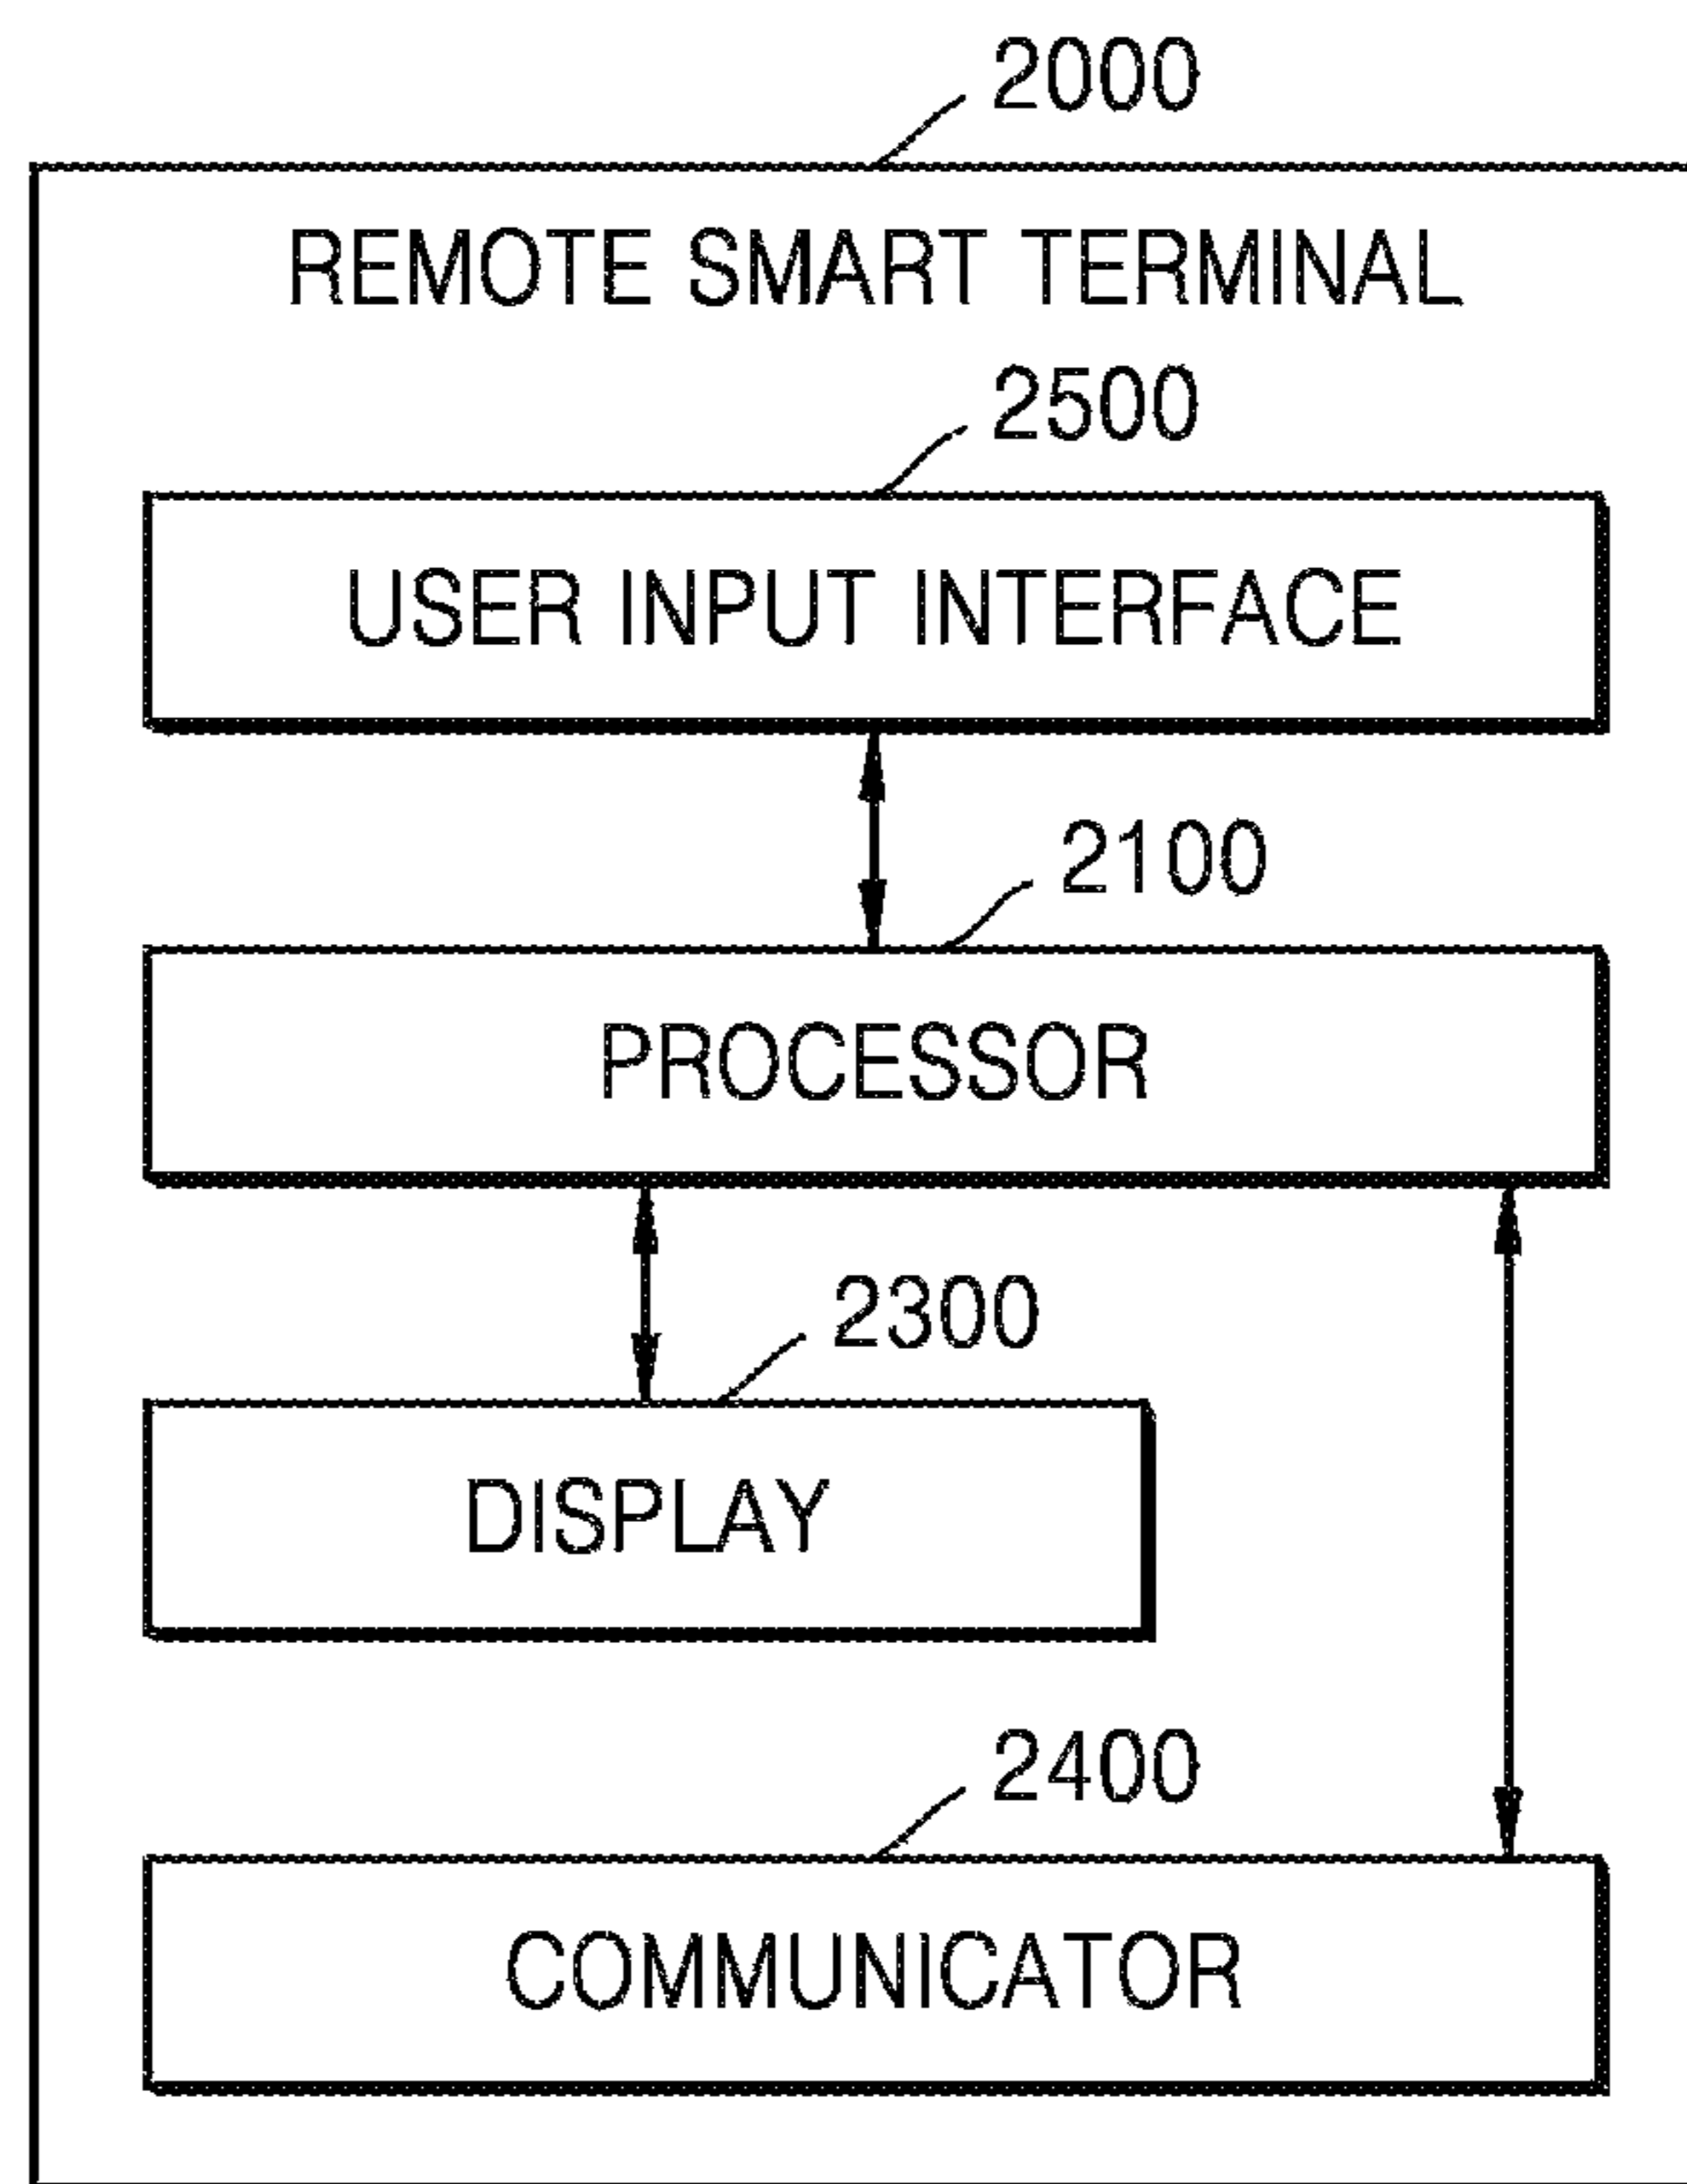 2000
REMOTE SMART TERMINAL
2500
USER INPUT INTERFACE
2100
PROCESSOR
2300
DISPLAY
2400
COMMUNICATOR